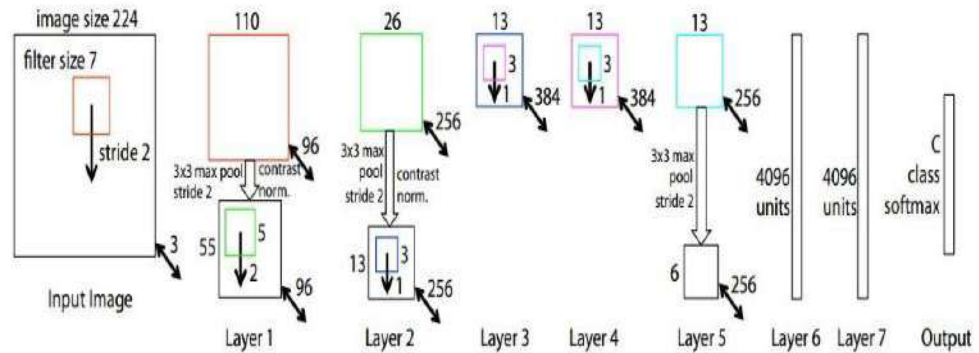 image size 224
filter size 7
stride 2
3
Input Image
110
96
3x3 max pool
stride 2
contrast
norm.
55
5
2
96
Layer 1
26
256
3x3 max
pool
stride 2
contrast
norm.
13
3
1
256
Layer 2
13
3
1
384
Layer 3
13
3
1
384
Layer 4
13
256
3x3 max
pool
stride 2
6
256
Layer 5
4096
units
Layer 6
4096
units
Layer 7
C
class
softmax
Output